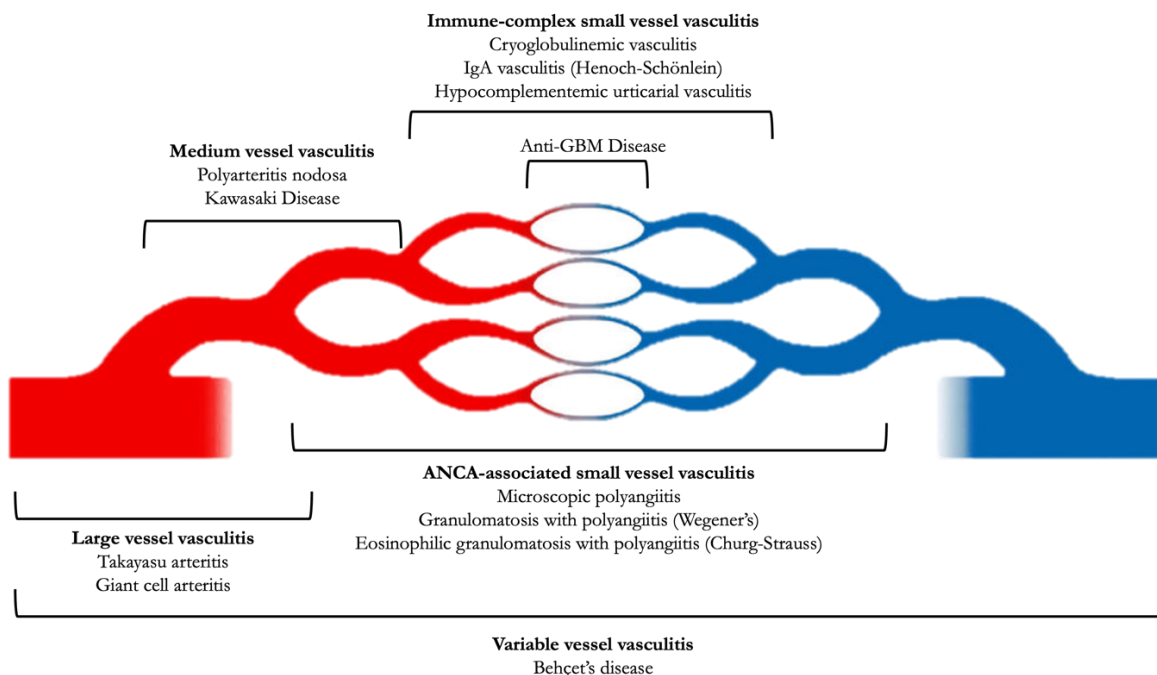 Immune-complex small vessel vasculitis
Cryoglobulinemic vasculitis
IgA vasculitis (Henoch-Schönlein)
Hypocomplementemic urticarial vasculitis
Anti-GBM Disease
Medium vessel vasculitis
Polyarteritis nodosa
Kawasaki Disease
ANCA-associated small vessel vasculitis
Microscopic polyangiitis
Granulomatosis with polyangiitis (Wegener's)
Eosinophilic granulomatosis with polyangiitis (Churg-Strauss)
Large vessel vasculitis
Takayasu arteritis
Giant cell arteritis
Variable vessel vasculitis
Behçet's disease